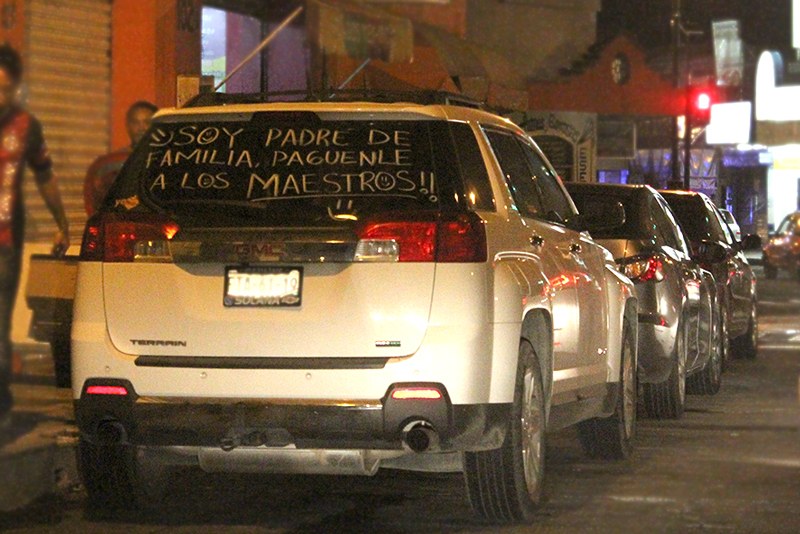 SOY PADRE DE
FAMILIA, PAGUENLE
A LOS MAESTROS!!
GMC
TERRAIN